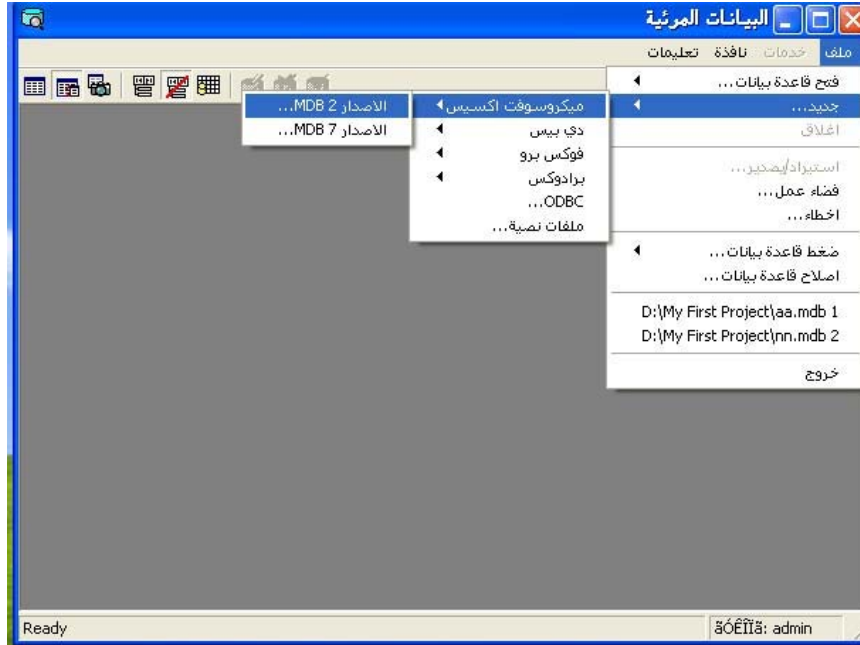 البيانات المرئية
ملف خدمات نافذة تعليمات
فتح قاعدة بيانات...
جديد...
اغلاق
استيراد/يصدير...
فضاء عمل...
اخطاء...
ضغط قاعدة بيانات...
اصلاح قاعدة بيانات...
D:\My First Project\aa.mdb 1
D:\My First Project\nn.mdb 2
خروج
ميكروسوفت اكسيس
دي بيس
فوكس برو
برادوكس
ODBC...
ملفات نصية...
الاصدار MDB 2...
الاصدار MDB 7...
Ready
ãÓÊÎÏã: admin